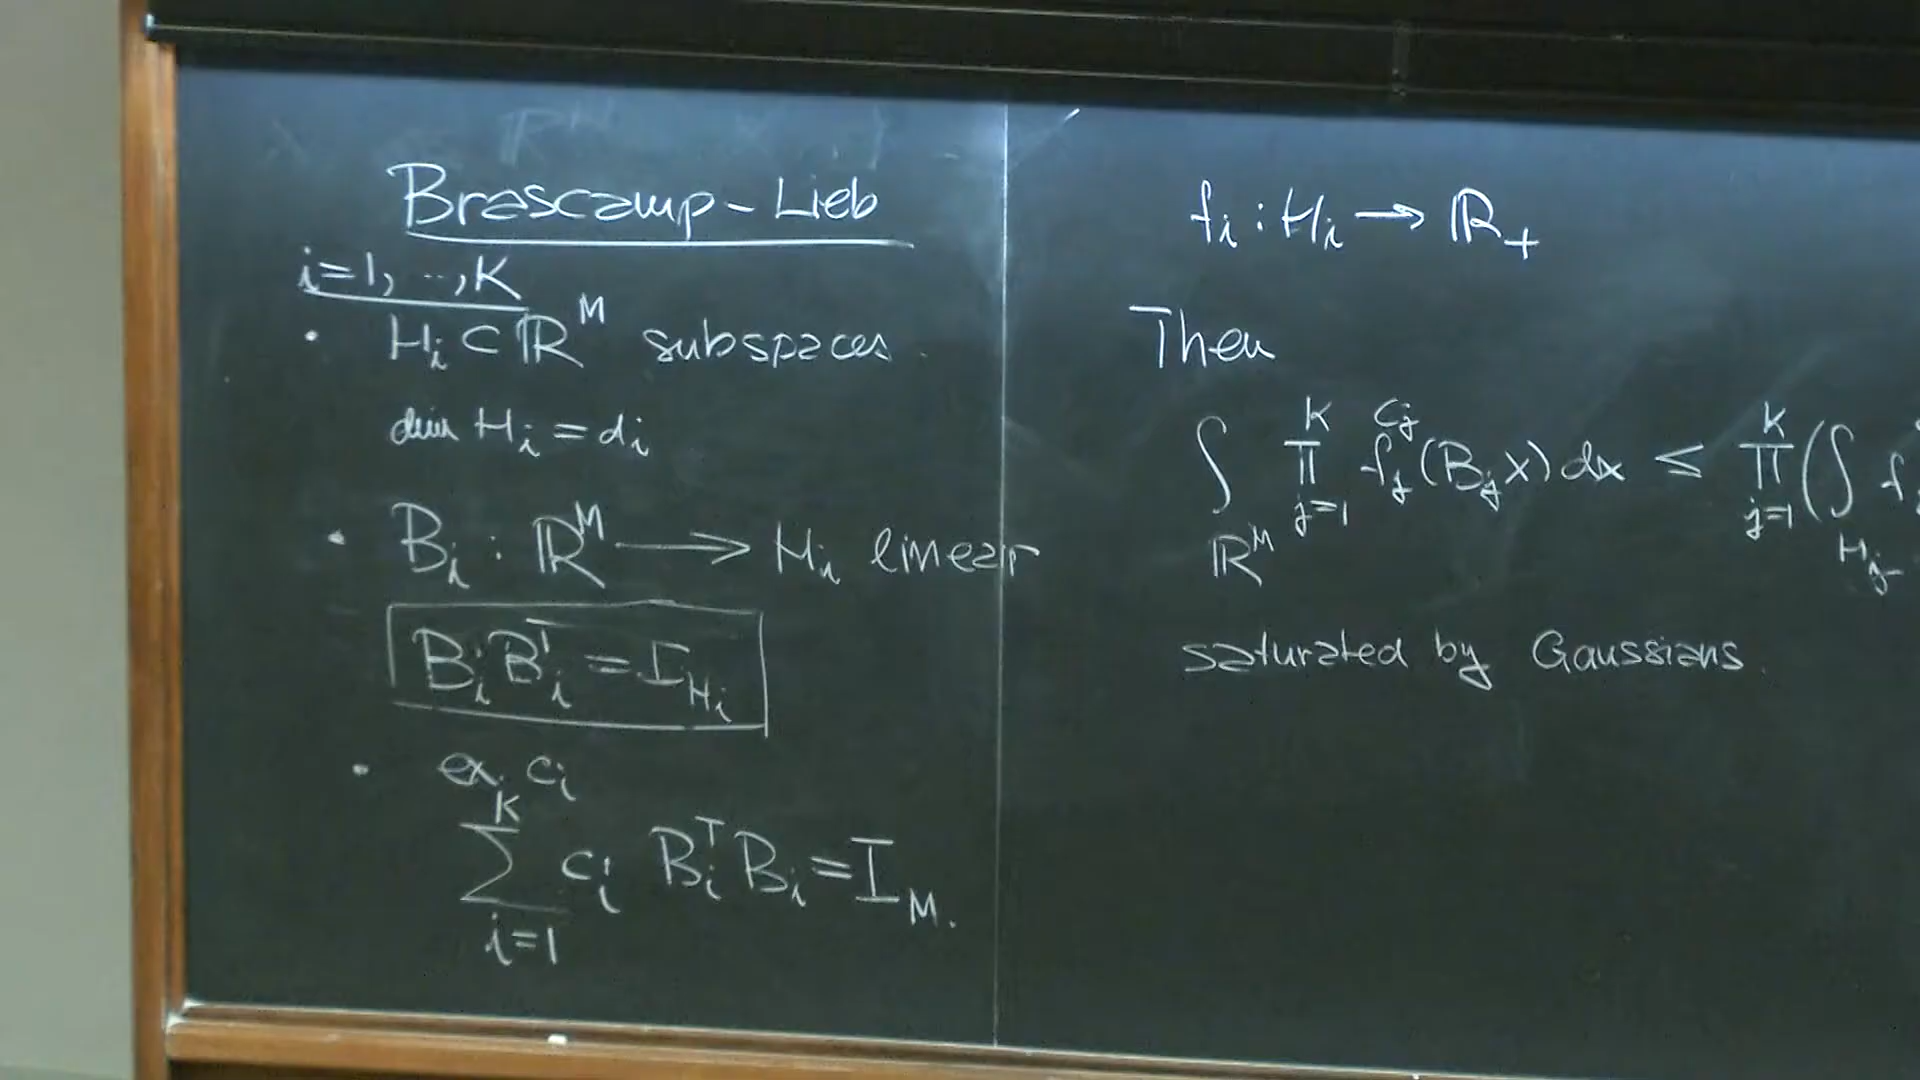 Brascamp-Lieb
i=1, ..., K
• H_i ⊂ ℝ^M subspaces
dim H_i = d_i
• B_i : ℝ^M ⟶ H_i linear
B_i B_i^T = I_{H_i}
• ex. c_i
∑_{i=1}^K c_i B_i^T B_i = I_M.
f_i : H_i → ℝ_+
Then
∫_{ℝ^M} ∏_{j=1}^K f_j^{c_j}(B_j x) dx ≤ ∏_{j=1}^K (∫_{H_j} f
saturated by Gaussians.